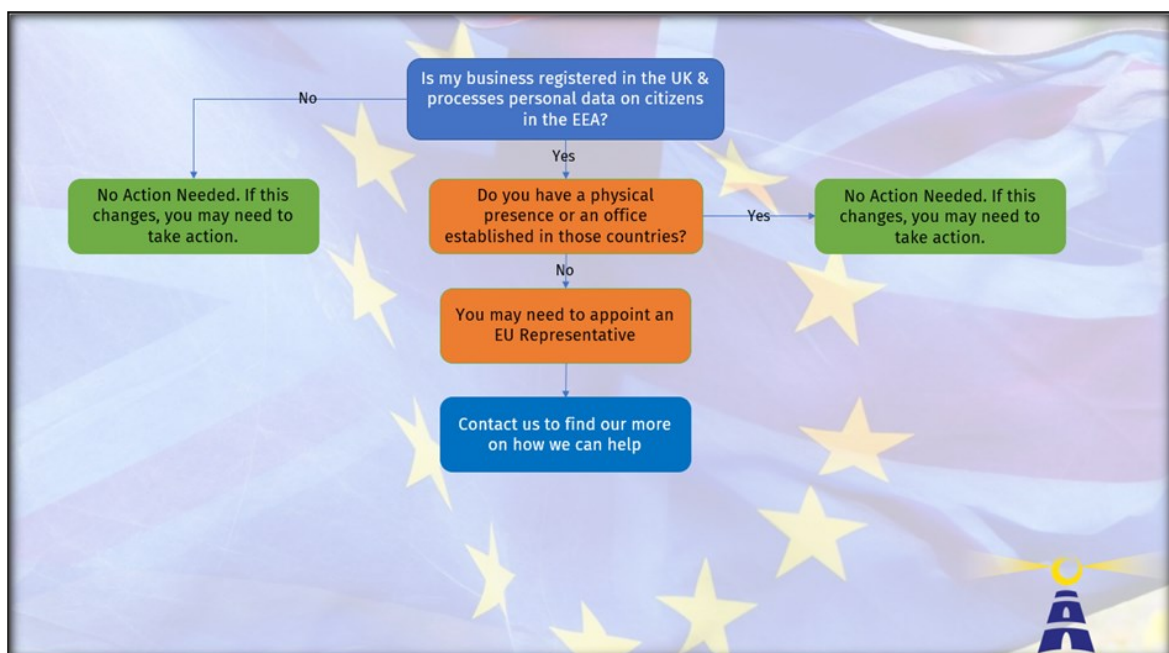 Is my business registered in the UK &
processes personal data on citizens
in the EEA?
No
Yes
No Action Needed. If this
changes, you may need to
take action.
Do you have a physical
presence or an office
established in those countries?
Yes
No Action Needed. If this
changes, you may need to
take action.
No
You may need to appoint an
EU Representative
Contact us to find our more
on how we can help